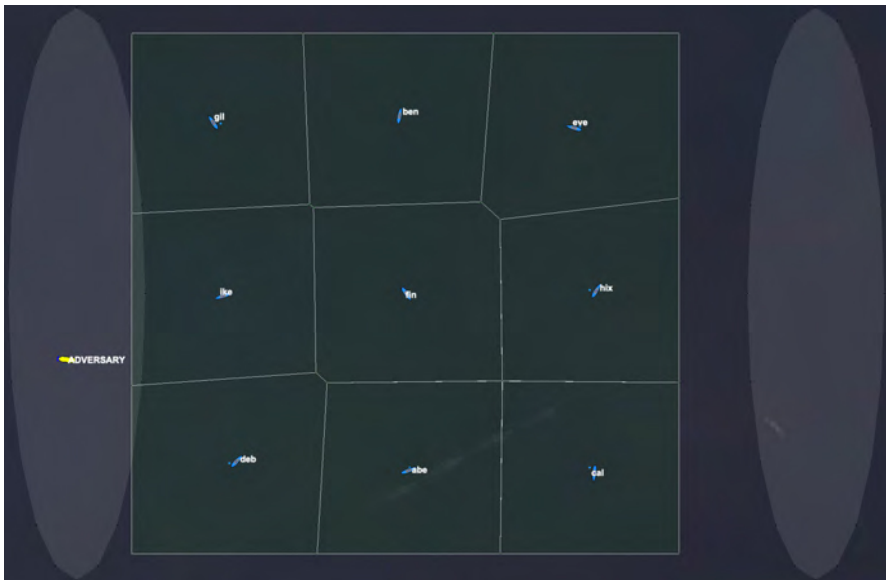 gil
ben
eve
ike
fin
hix
ADVERSARY
deb
abe
cal